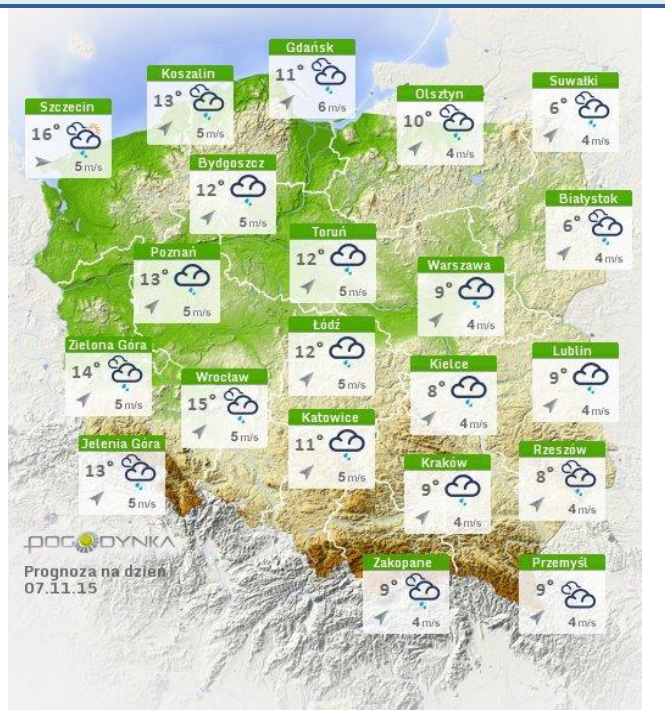 Gdańsk
11°
6 m/s
Koszalin
13°
5 m/s
Suwałki
6°
4 m/s
Olsztyn
10°
4 m/s
Szczecin
16°
5 m/s
Bydgoszcz
12°
5 m/s
Białystok
6°
4 m/s
Toruń
12°
5 m/s
Poznań
13°
5 m/s
Warszawa
9°
4 m/s
Łódź
12°
5 m/s
Zielona Góra
14°
5 m/s
Lublin
9°
4 m/s
Kielce
8°
4 m/s
Wrocław
15°
5 m/s
Katowice
11°
5 m/s
Jelenia Góra
13°
5 m/s
Rzeszów
8°
4 m/s
Kraków
9°
4 m/s
POGODYNKA
Prognoza na dzień
07.11.15
Zakopane
9°
4 m/s
Przemyśl
9°
4 m/s